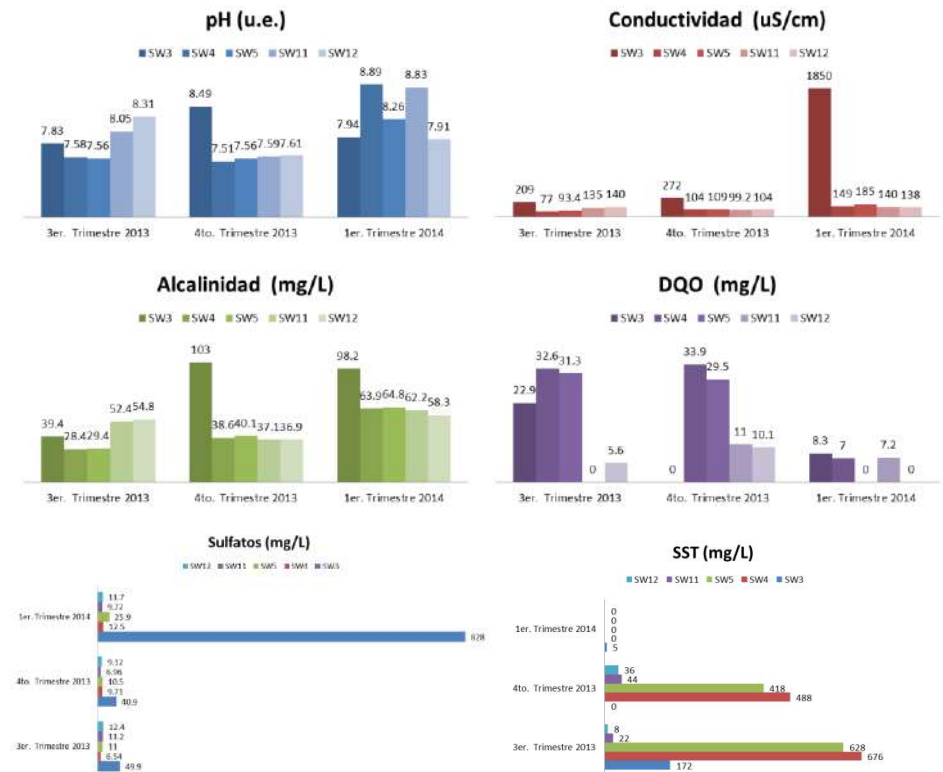 pH (u.e.)
SW3 SW4 SW5 SW11 SW12
7.83 7.58 7.56 8.05 8.31
8.49 7.51 7.56 7.59 7.61
7.94 8.89 8.26 8.83 7.91
3er. Trimestre 2013 4to. Trimestre 2013 1er. Trimestre 2014
Conductividad (uS/cm)
SW3 SW4 SW5 SW11 SW12
209 77 93.4 135 140
272 104 109 99.2 104
1850 149 185 140 138
3er. Trimestre 2013 4to. Trimestre 2013 1er. Trimestre 2014
Alcalinidad (mg/L)
SW3 SW4 SW5 SW11 SW12
39.4 28.4 29.4 52.4 54.8
103 38.6 40.1 37.1 36.9
98.2 63.9 64.8 62.2 58.3
3er. Trimestre 2013 4to. Trimestre 2013 1er. Trimestre 2014
DQO (mg/L)
SW3 SW4 SW5 SW11 SW12
22.9 32.6 31.3 0 5.6
0 33.9 29.5 11 10.1
8.3 7 0 7.2 0
3er. Trimestre 2013 4to. Trimestre 2013 1er. Trimestre 2014
Sulfatos (mg/L)
SW12 SW11 SW5 SW4 SW3
1er. Trimestre 2014
11.7
9.72
25.9
12.5
828
4to. Trimestre 2013
9.12
6.96
10.5
9.71
40.9
3er. Trimestre 2013
12.4
11.2
11
6.54
49.9
SST (mg/L)
SW12 SW11 SW5 SW4 SW3
1er. Trimestre 2014
0
0
0
0
5
4to. Trimestre 2013
36
44
418
488
0
3er. Trimestre 2013
8
22
628
676
172